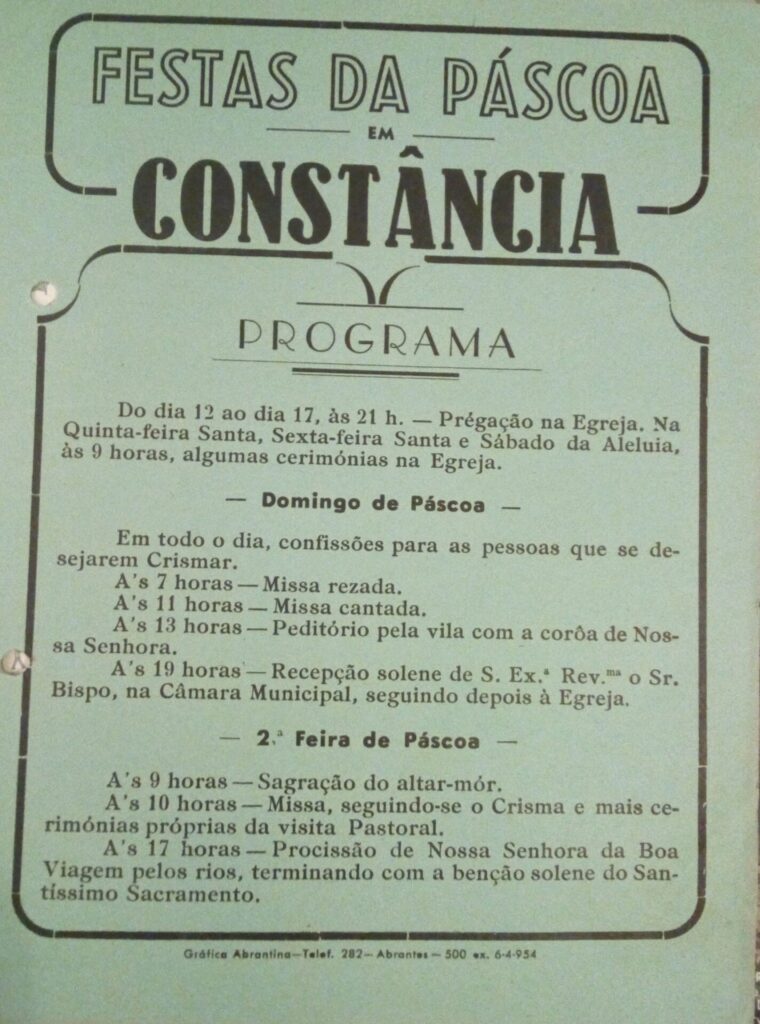 FESTAS DA PÁSCOA
EM
CONSTÂNCIA
PROGRAMA
Do dia 12 ao dia 17, às 21 h. — Prégação na Egreja. Na
Quinta-feira Santa, Sexta-feira Santa e Sábado da Aleluia,
às 9 horas, algumas cerimónias na Egreja.
— Domingo de Páscoa —
Em todo o dia, confissões para as pessoas que se de-
sejarem Crismar.
A's 7 horas — Missa rezada.
A's 11 horas — Missa cantada.
A's 13 horas — Peditório pela vila com a corôa de Nos-
sa Senhora.
A's 19 horas — Recepção solene de S. Ex.ª Rev.ᵐᵃ o Sr.
Bispo, na Câmara Municipal, seguindo depois à Egreja.
— 2.ª Feira de Páscoa —
A's 9 horas — Sagração do altar-mór.
A's 10 horas — Missa, seguindo-se o Crisma e mais ce-
rimónias próprias da visita Pastoral.
A's 17 horas — Procissão de Nossa Senhora da Boa
Viagem pelos rios, terminando com a benção solene do San-
tíssimo Sacramento.
Gráfica Abrantina — Telef. 282 — Abrantes — 500 ex. 6-4-954